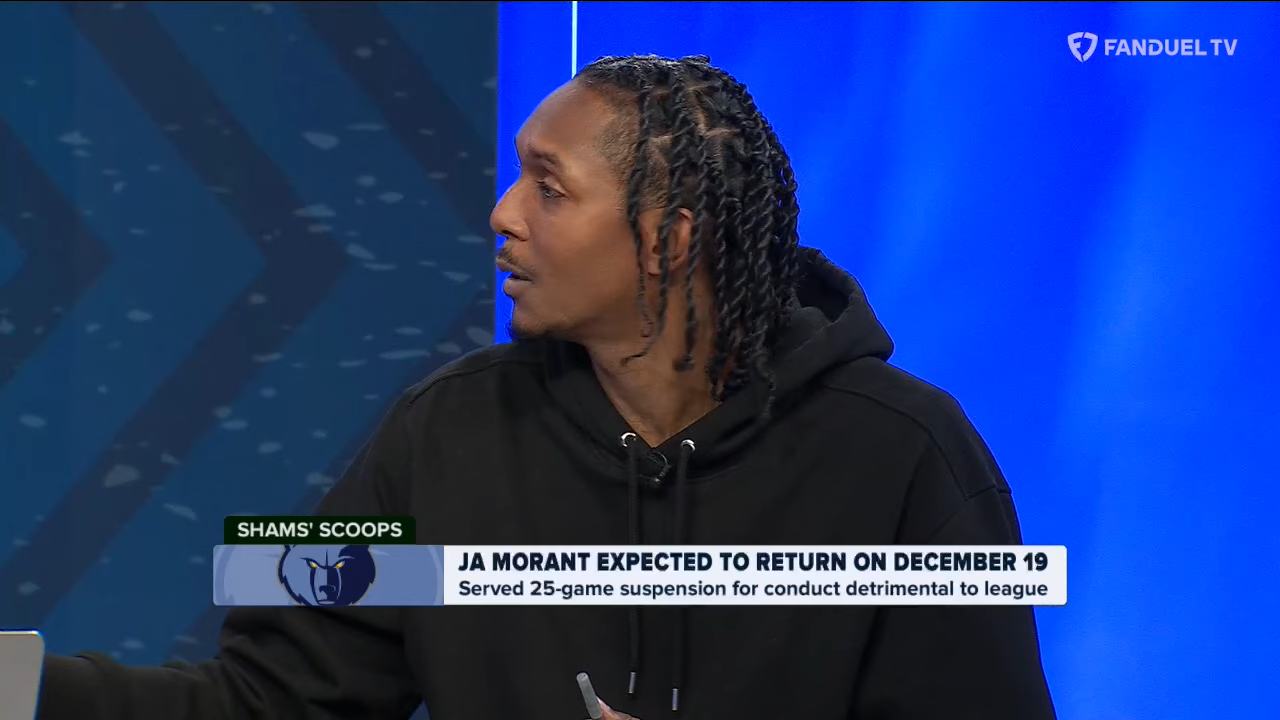 FANDUEL TV
SHAMS' SCOOPS
JA MORANT EXPECTED TO RETURN ON DECEMBER 19
Served 25-game suspension for conduct detrimental to league